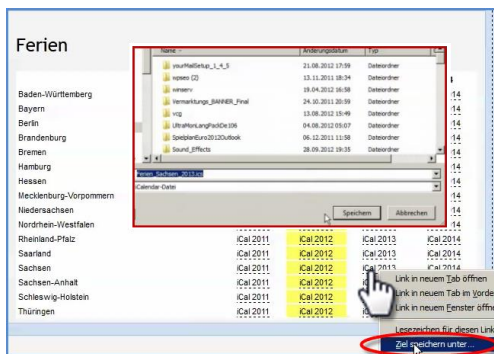 Ferien
Name Änderungsdatum Typ
yourMailSetup_1_4_5 21.08.2012 17:59 Dateiordner
wpses (2) 13.11.2011 18:34 Dateiordner
winserv 19.04.2012 16:58 Dateiordner
Vermarktungs_BANNER_Final 24.10.2011 20:59 Dateiordner
vcg 13.08.2012 15:49 Dateiordner
UltraMonLangPackDe106 04.08.2012 05:07 Dateiordner
SpielplanEuro2012Outlook 06.12.2011 11:58 Dateiordner
Sound_Effects 28.09.2012 19:35 Dateiordner
Ferien_Sachsen_2013.ics
iCalendar-Datei
Speichern Abbrechen
Baden-Württemberg
Bayern
Berlin
Brandenburg
Bremen
Hamburg
Hessen
Mecklenburg-Vorpommern
Niedersachsen
Nordrhein-Westfalen
Rheinland-Pfalz iCal 2011 iCal 2012 iCal 2013 iCal 2014
Saarland iCal 2011 iCal 2012 iCal 2013 iCal 2014
Sachsen iCal 2011 iCal 2012 iCal 2013 iCal 2014
Sachsen-Anhalt iCal 2011 iCal 2012
Schleswig-Holstein iCal 2011 iCal 2012
Thüringen iCal 2011 iCal 2012
Link in neuem Tab öffnen
Link in neuem Tab im Vorde
Link in neuem Fenster öffne
Lesezeichen für diesen Link
Ziel speichern unter...